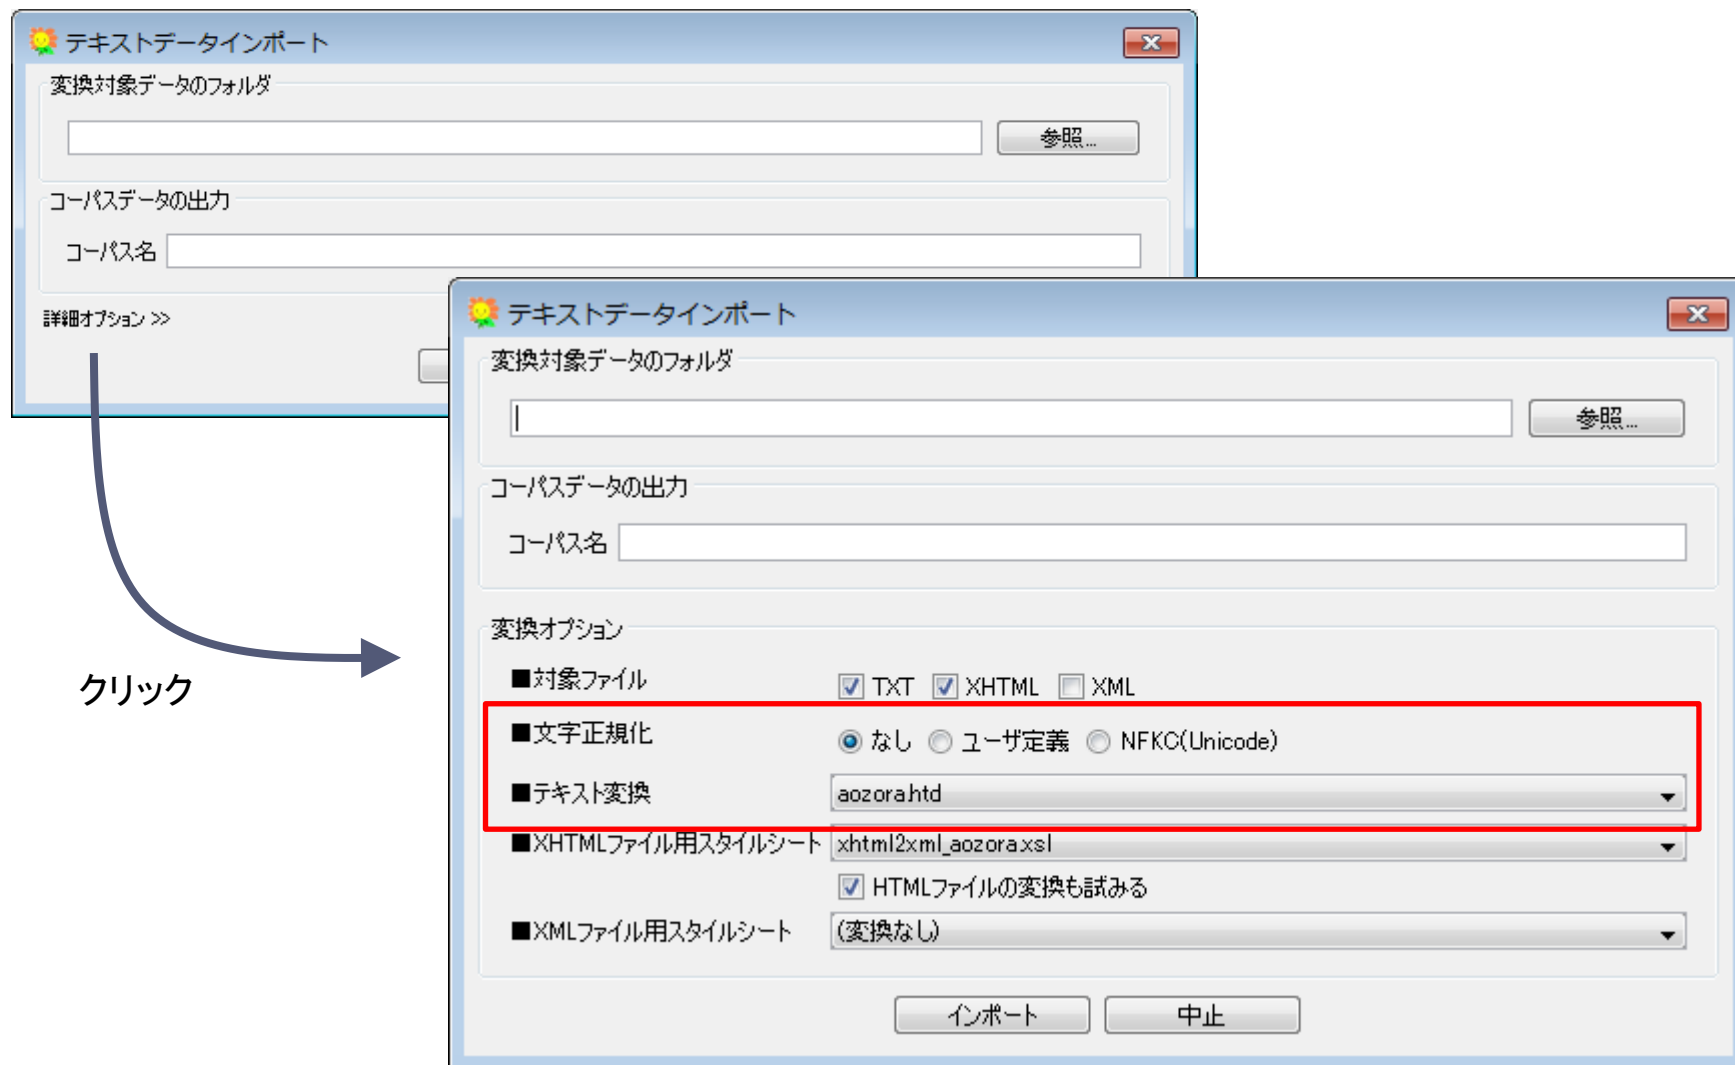 テキストデータインポート
変換対象データのフォルダ
参照...
コーパスデータの出力
コーパス名
詳細オプション >>
クリック
テキストデータインポート
変換対象データのフォルダ
参照...
コーパスデータの出力
コーパス名
変換オプション
■対象ファイル TXT XHTML XML
■文字正規化 なし ユーザ定義 NFKC(Unicode)
■テキスト変換 aozora.htd
■XHTMLファイル用スタイルシート xhtml2xml_aozora.xsl
HTMLファイルの変換も試みる
■XMLファイル用スタイルシート (変換なし)
インポート 中止